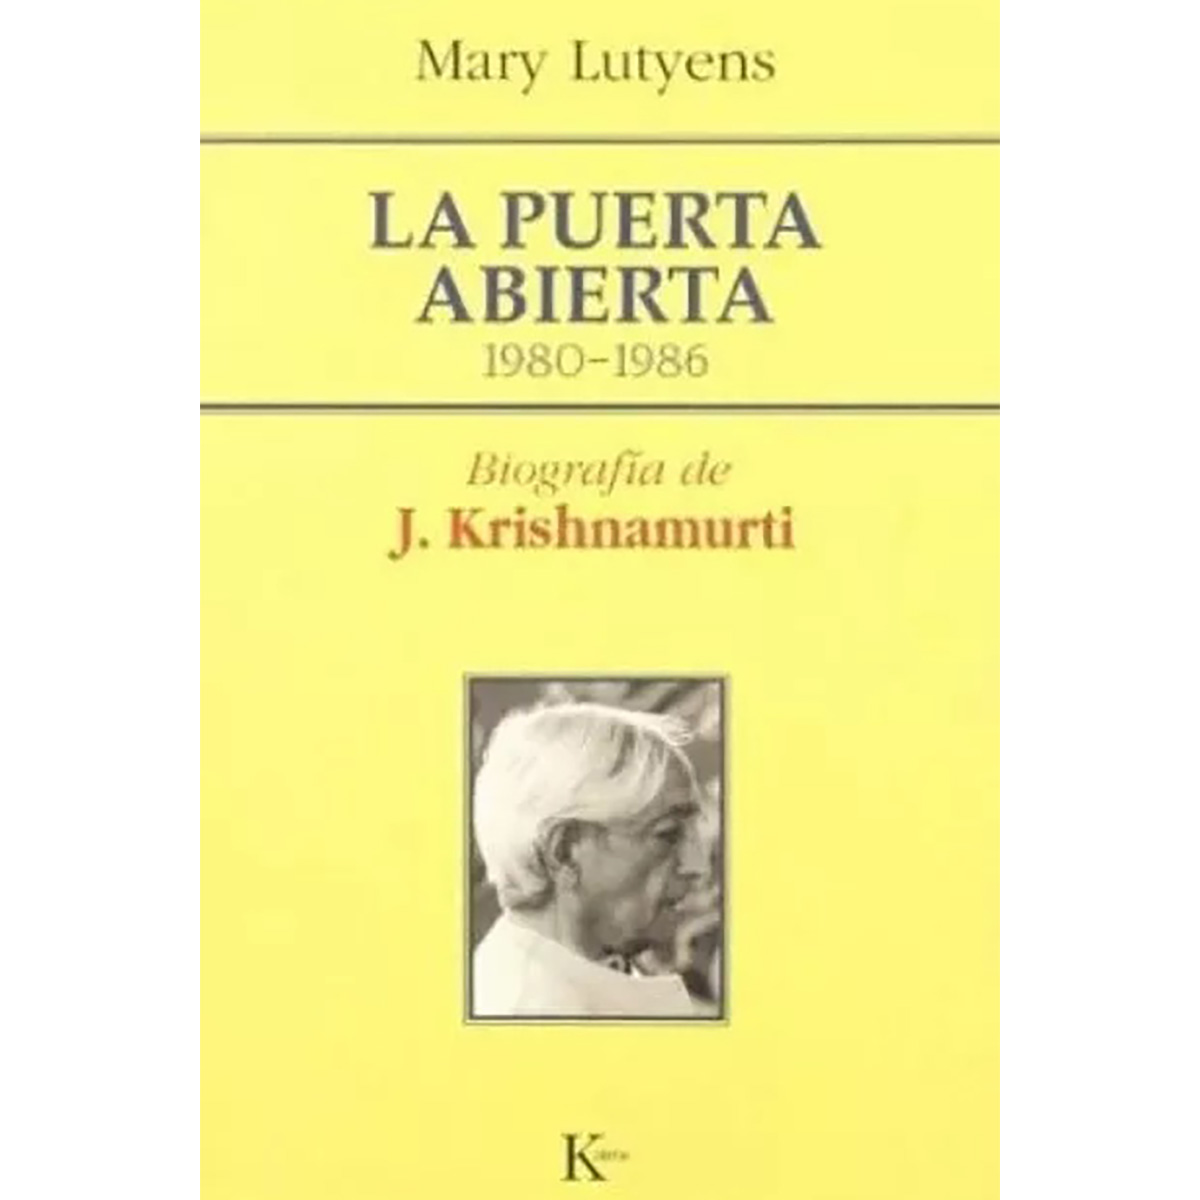 Mary Lutyens
LA PUERTA
ABIERTA
1980-1986
Biografía de
J. Krishnamurti
K